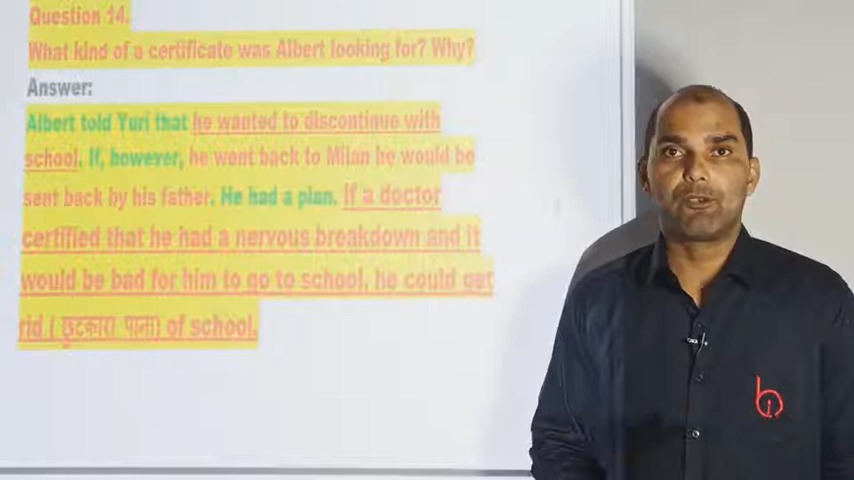 Question 14.
What kind of a certificate was Albert looking for? Why?
Answer:
Albert told Yuri that he wanted to discontinue with
school. If, however, he went back to Milan he would be
sent back by his father. He had a plan. If a doctor
certified that he had a nervous breakdown and it
would be bad for him to go to school, he could get
rid ( छुटकारा पाना) of school.